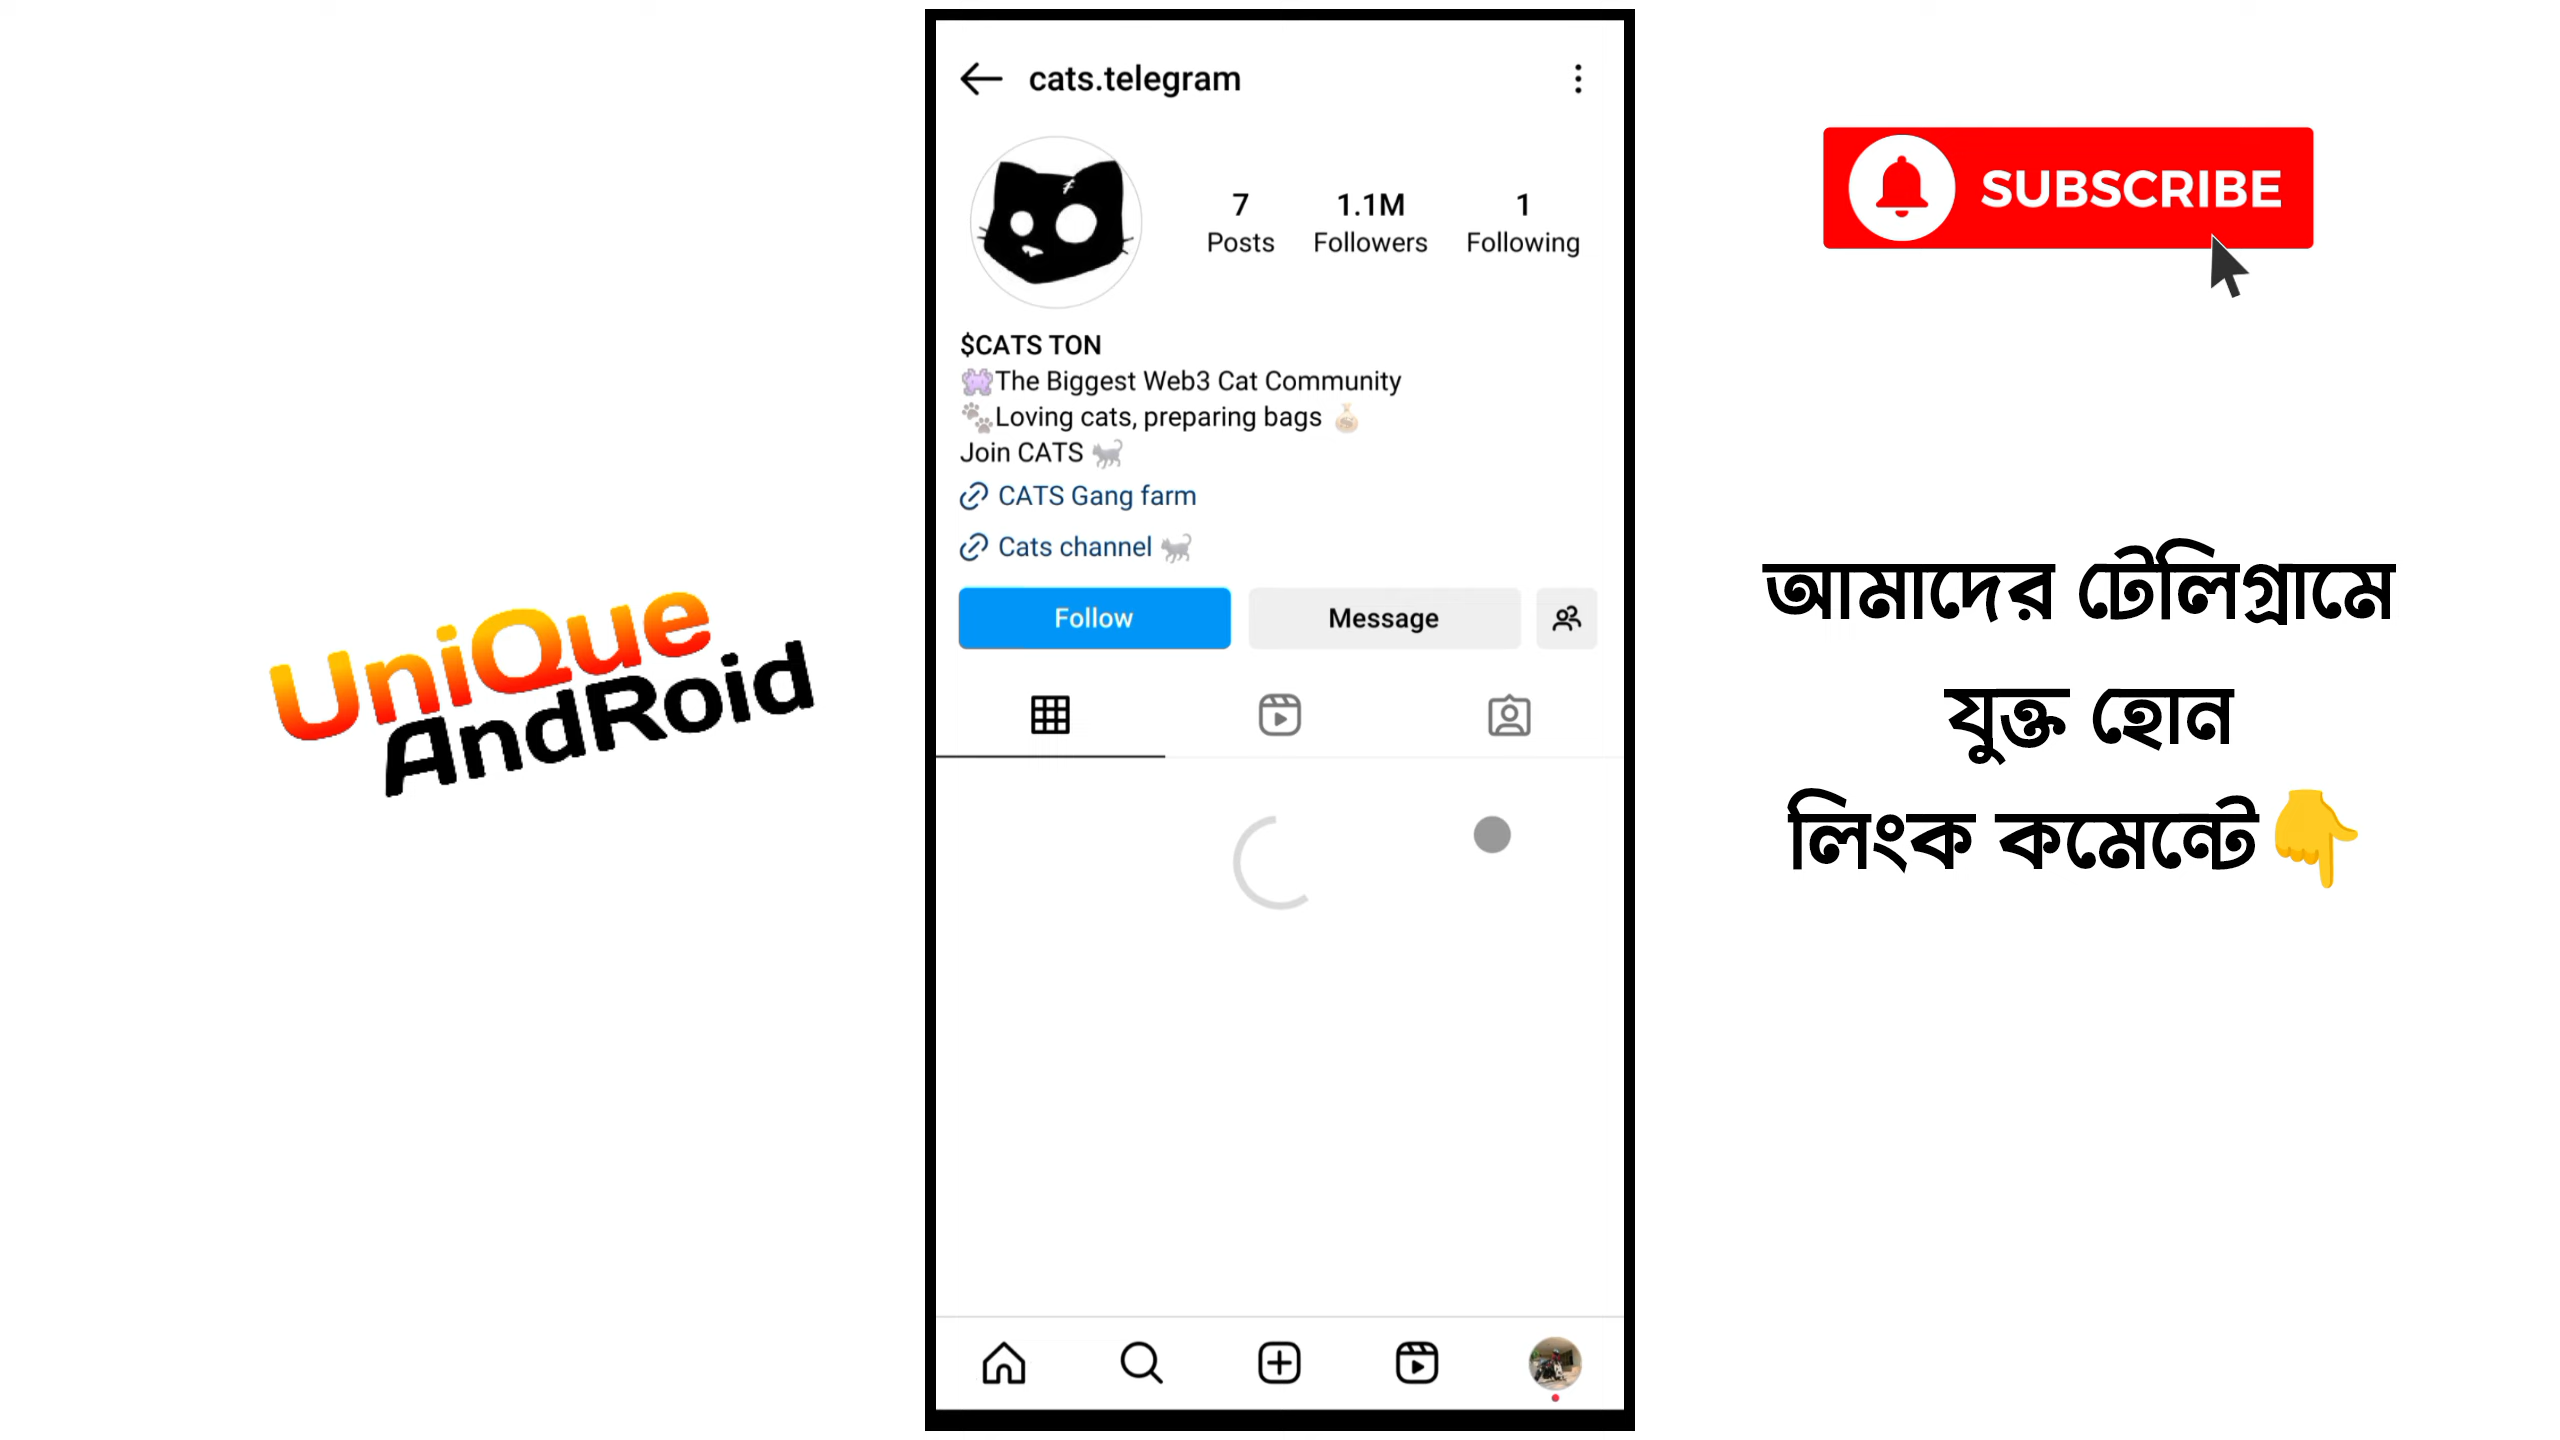 UniQue
AndRoid
cats.telegram
7
Posts
1.1M
Followers
1
Following
$CATS TON
👾The Biggest Web3 Cat Community
🐾Loving cats, preparing bags 💰
Join CATS 🐈‍⬛
CATS Gang farm
Cats channel 🐈‍⬛
Follow
Message
SUBSCRIBE
আমাদের টেলিগ্রামে
যুক্ত হোন
লিংক কমেন্টে👇